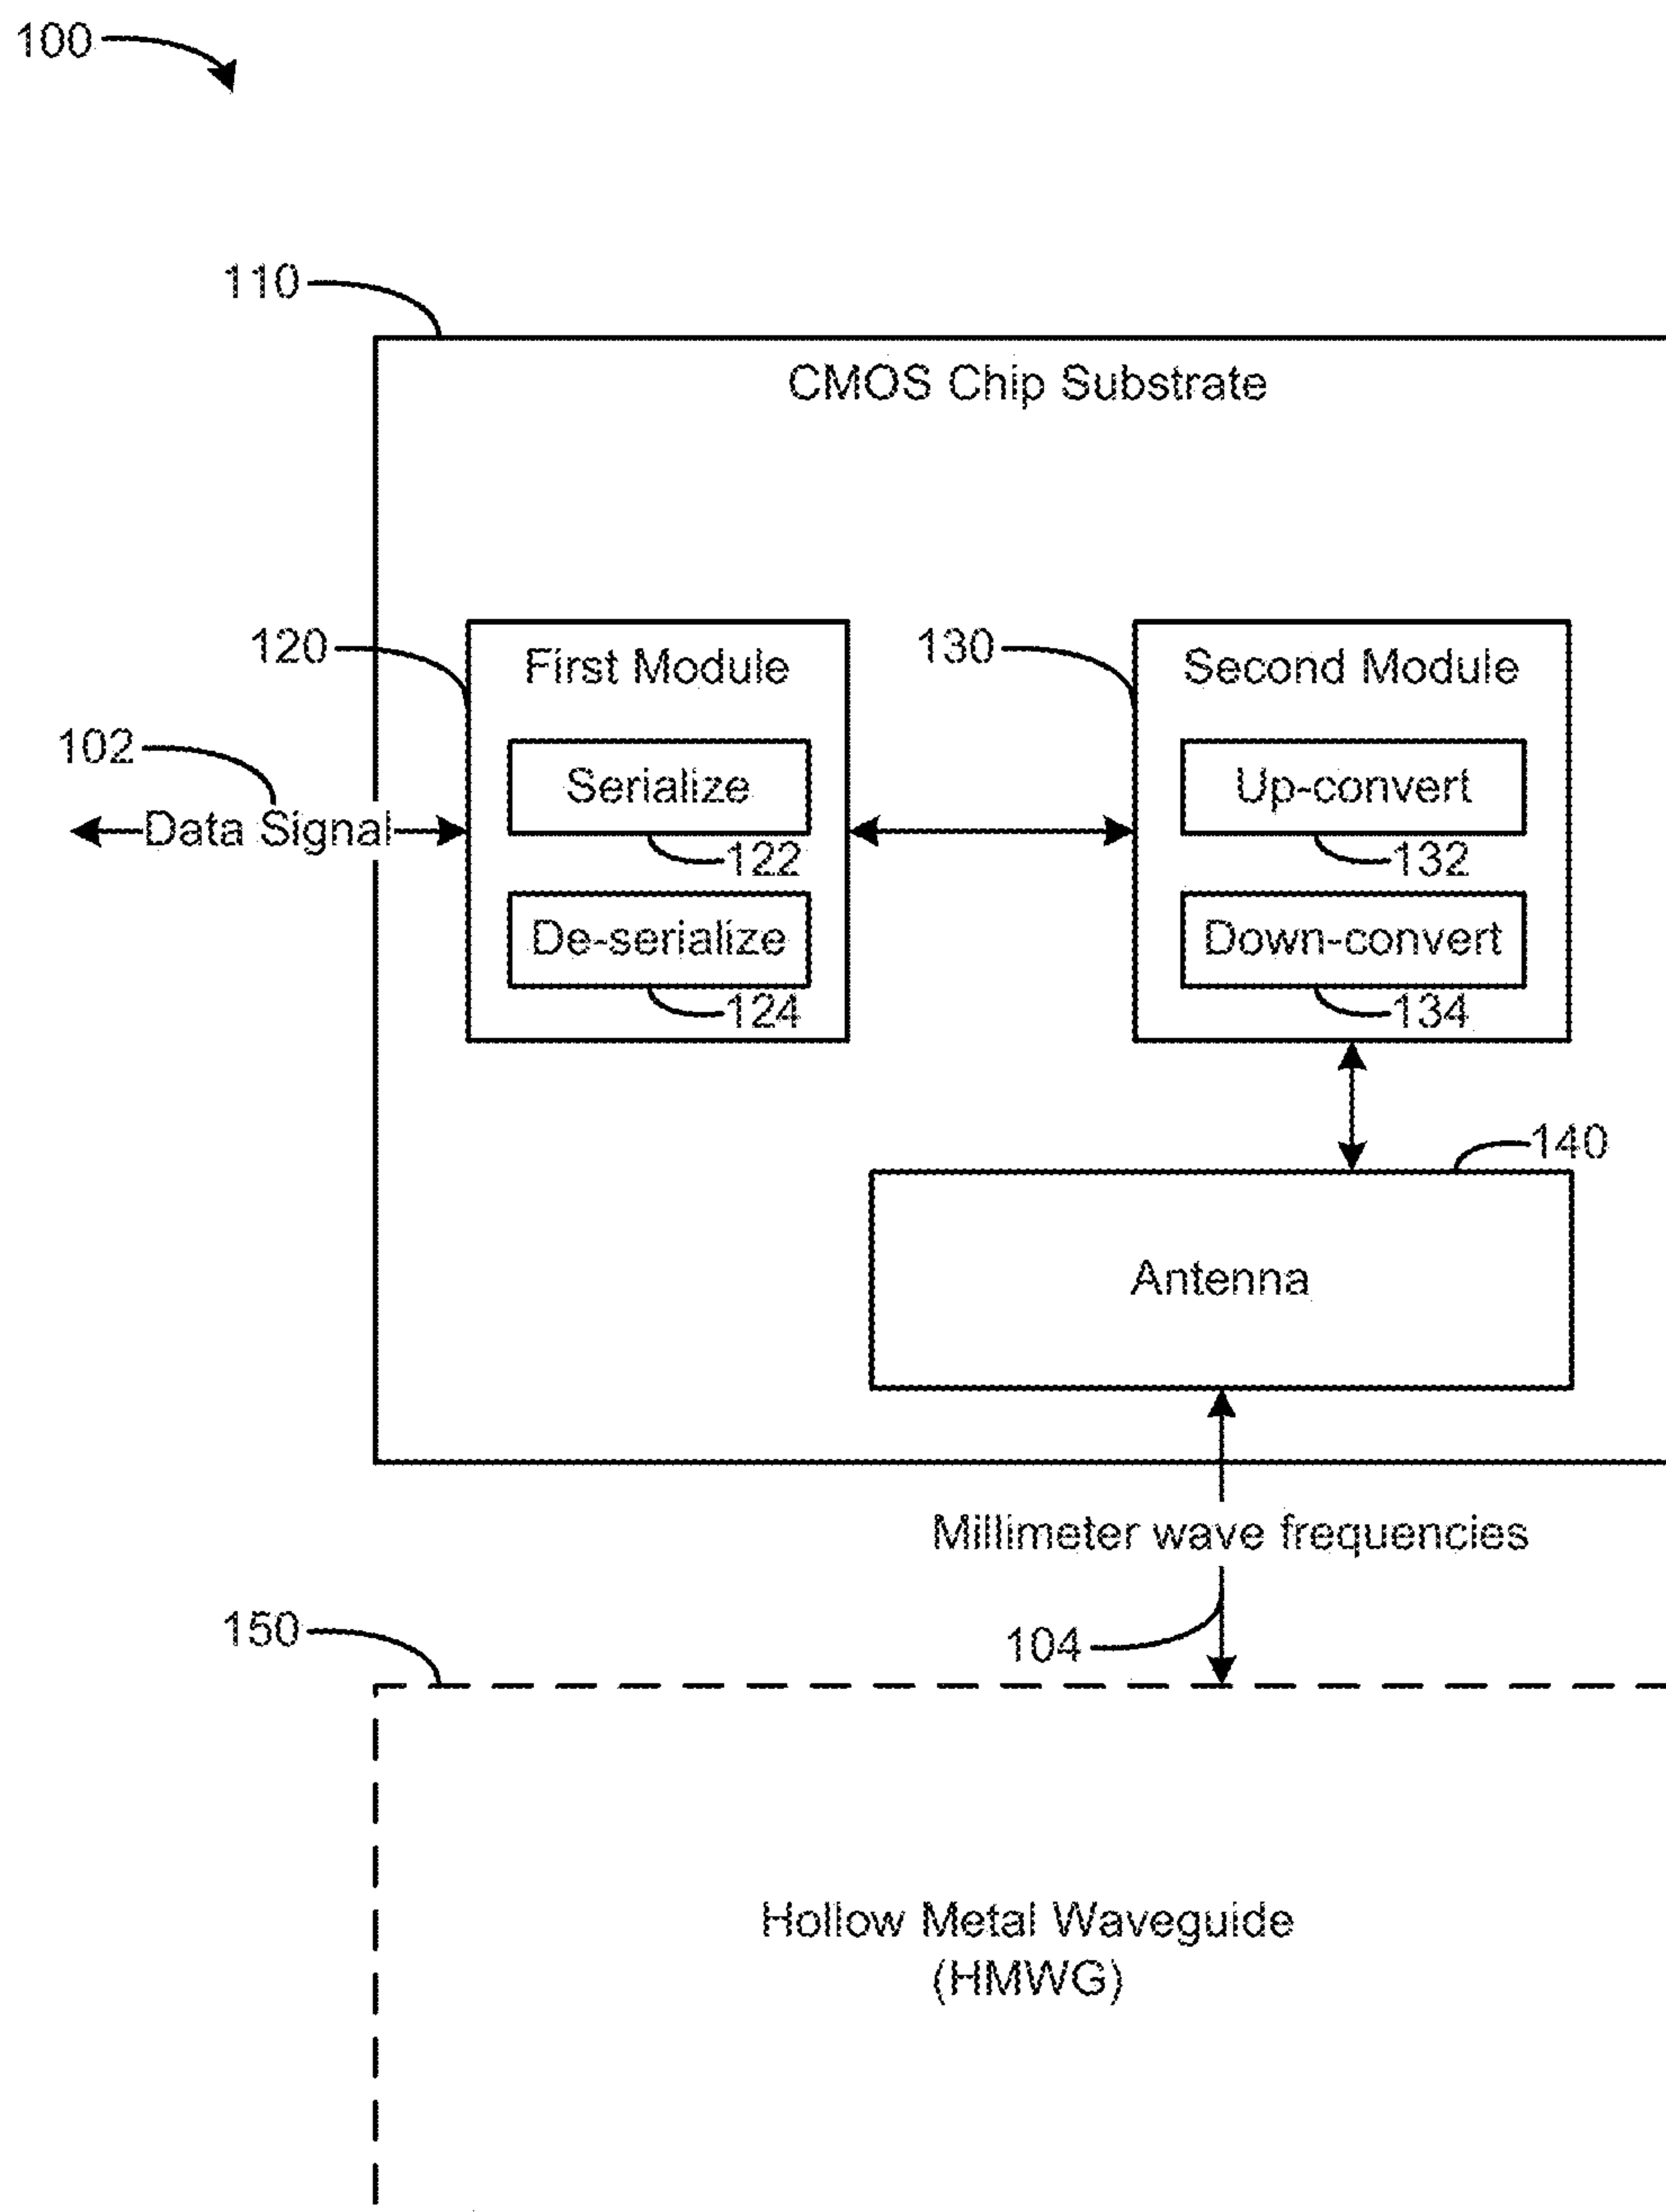 100
110
CMOS Chip Substrate
120
First Module
130
Second Module
102
Data Signal
Serialize
122
De-serialize
124
Up-convert
132
Down-convert
134
140
Antenna
Millimeter wave frequencies
104
150
Hollow Metal Waveguide
(HMWG)